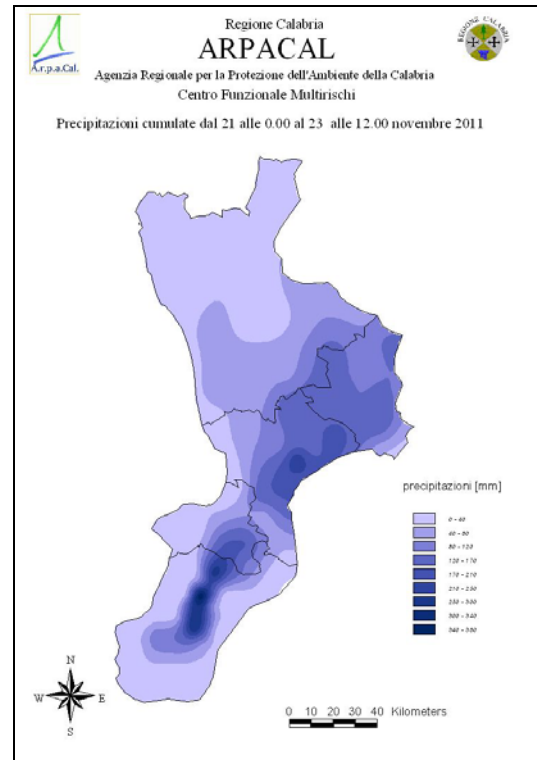 Regione Calabria
ARPACAL
Agenzia Regionale per la Protezione dell'Ambiente della Calabria
Centro Funzionale Multirischi
A.r.p.a.Cal.
REGIONE CALABRIA
Precipitazioni cumulate dal 21 alle 0.00 al 23 alle 12.00 novembre 2011
precipitazioni [mm]
0 - 40
40 - 80
80 - 120
120 - 170
170 - 210
210 - 250
250 - 300
300 - 340
340 - 380
N
W E
S
0 10 20 30 40 Kilometers